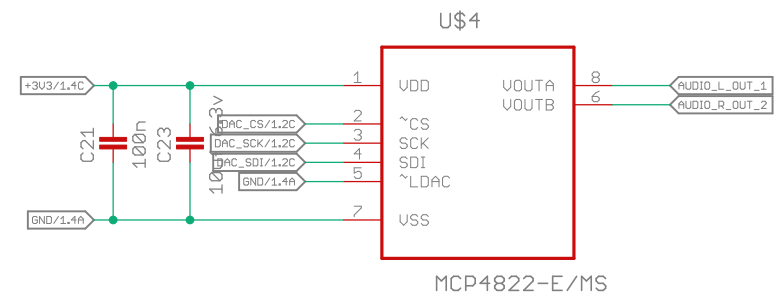 U$4
+3V3/1.4C
1
VDD
VOUTA
8
AUDIO_L_OUT_1
VOUTB
6
AUDIO_R_OUT_2
C21
100n
C23
DAC_CS/1.2C
2
~CS
DAC_SCK/1.2C
3
SCK
DAC_SDI/1.2C
4
SDI
GND/1.4A
5
~LDAC
GND/1.4A
7
VSS
MCP4822-E/MS